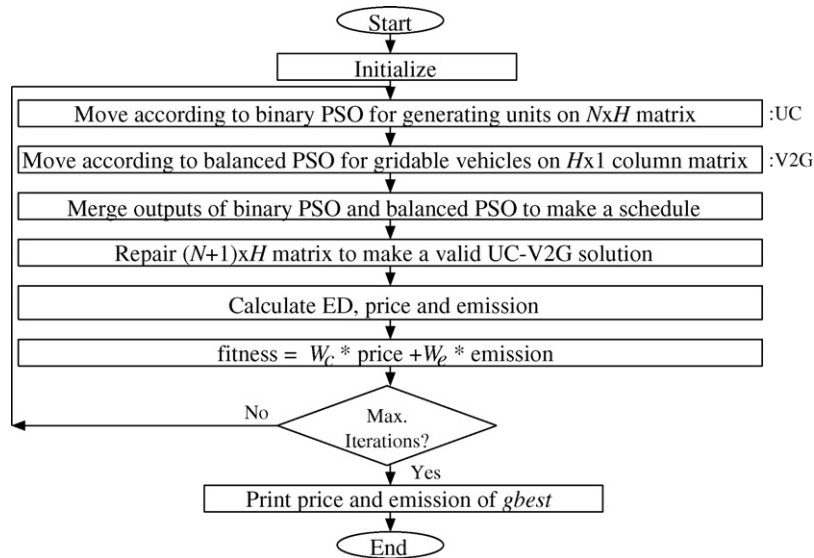 Start
Initialize
Move according to binary PSO for generating units on NxH matrix :UC
Move according to balanced PSO for gridable vehicles on Hx1 column matrix :V2G
Merge outputs of binary PSO and balanced PSO to make a schedule
Repair (N+1)xH matrix to make a valid UC-V2G solution
Calculate ED, price and emission
fitness = Wc * price +We * emission
No
Max.
Iterations?
Yes
Print price and emission of gbest
End